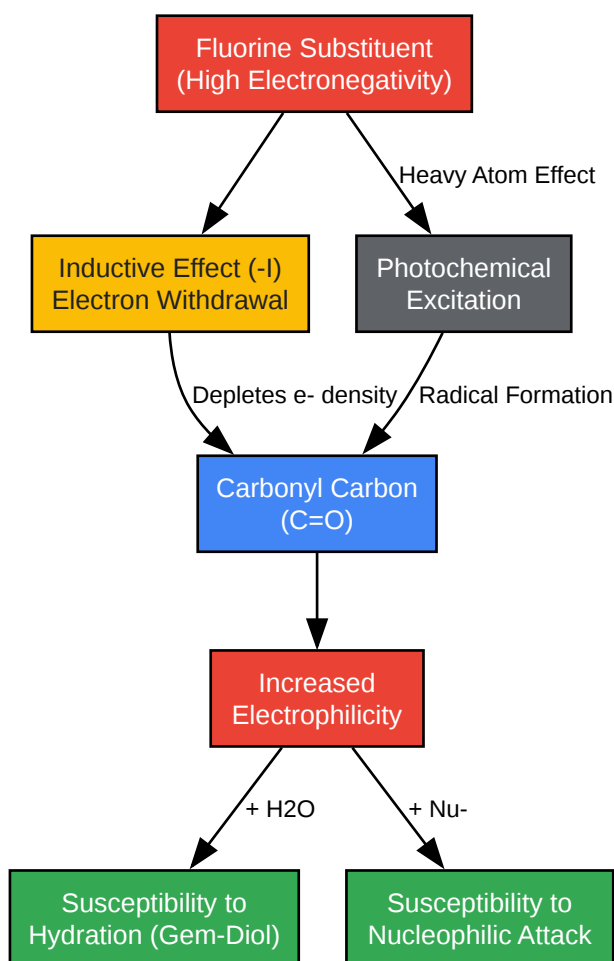 Fluorine Substituent
(High Electronegativity)
Heavy Atom Effect
Inductive Effect (-I)
Electron Withdrawal
Photochemical
Excitation
Depletes e- density
Radical Formation
Carbonyl Carbon
(C=O)
Increased
Electrophilicity
+ H2O
+ Nu-
Susceptibility to
Hydration (Gem-Diol)
Susceptibility to
Nucleophilic Attack